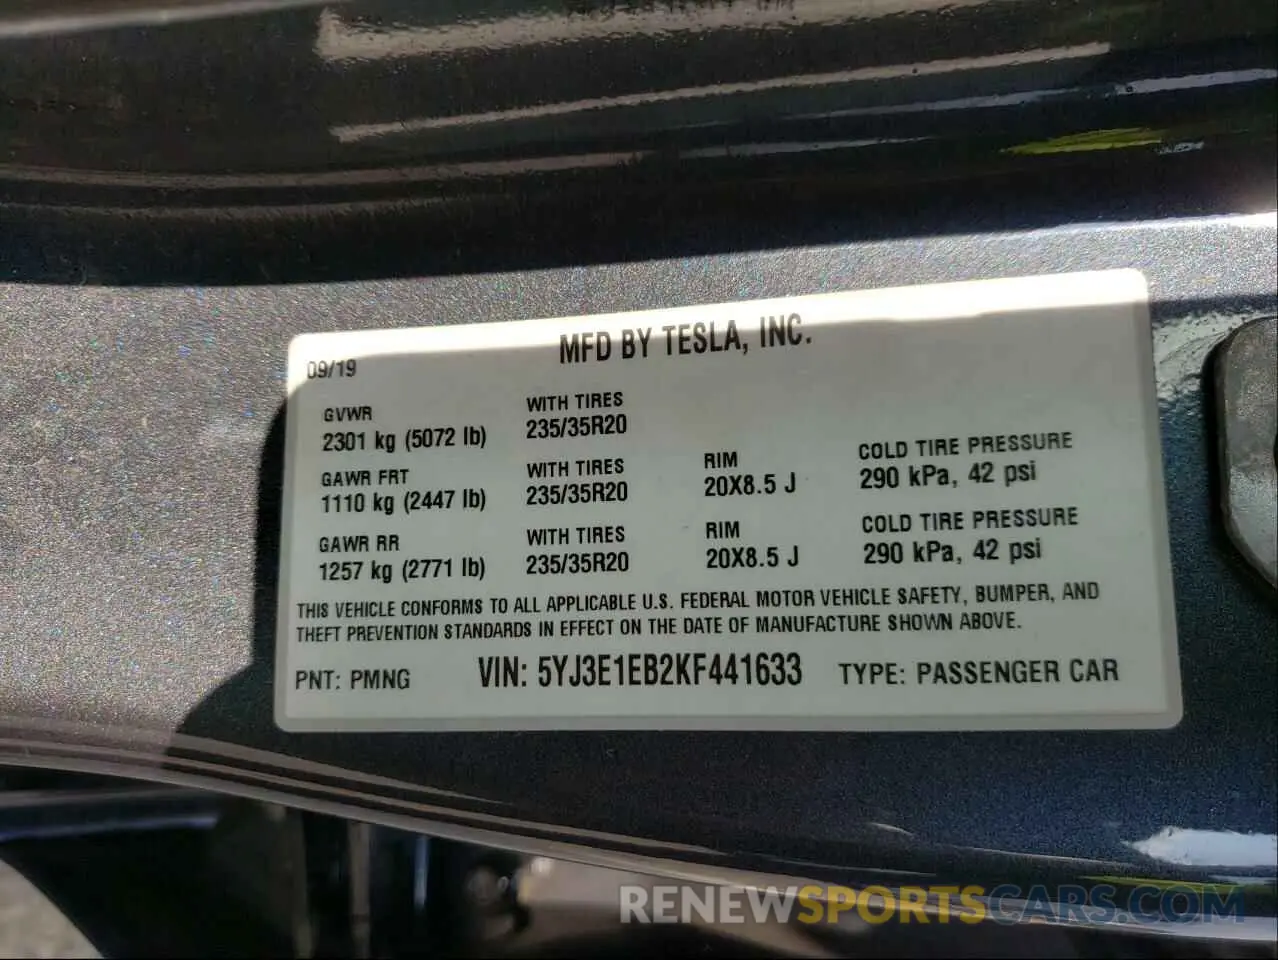 MFD BY TESLA, INC.
09/19
GVWR
2301 kg (5072 lb)
WITH TIRES
235/35R20
GAWR FRT
1110 kg (2447 lb)
WITH TIRES
235/35R20
RIM
20X8.5 J
COLD TIRE PRESSURE
290 kPa, 42 psi
GAWR RR
1257 kg (2771 lb)
WITH TIRES
235/35R20
RIM
20X8.5 J
COLD TIRE PRESSURE
290 kPa, 42 psi
THIS VEHICLE CONFORMS TO ALL APPLICABLE U.S. FEDERAL MOTOR VEHICLE SAFETY, BUMPER, AND
THEFT PREVENTION STANDARDS IN EFFECT ON THE DATE OF MANUFACTURE SHOWN ABOVE.
PNT: PMNG VIN: 5YJ3E1EB2KF441633 TYPE: PASSENGER CAR
RENEWSPORTSCARS.COM